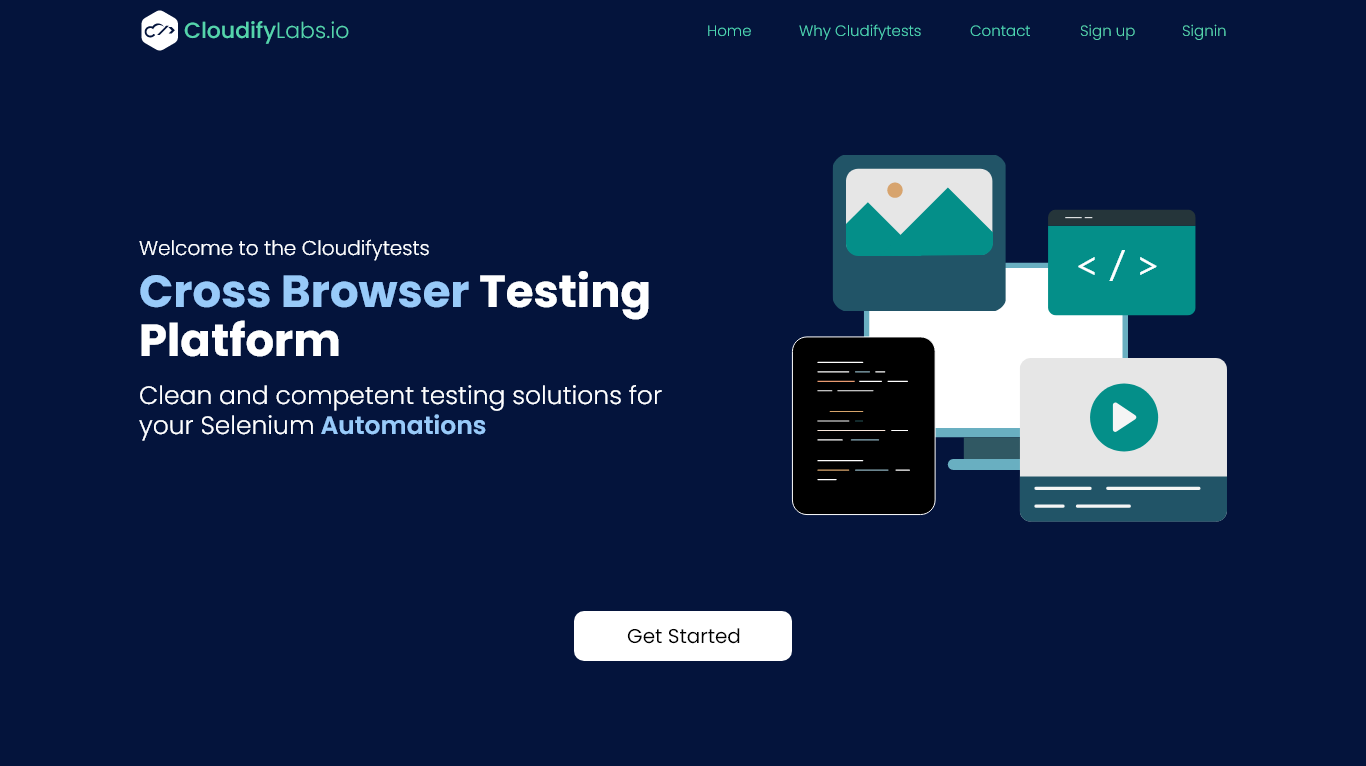 CloudifyLabs.io
Home Why Cludifytests Contact Sign up Signin
Welcome to the Cloudifytests
Cross Browser Testing
Platform
Clean and competent testing solutions for
your Selenium Automations
< / >
Get Started